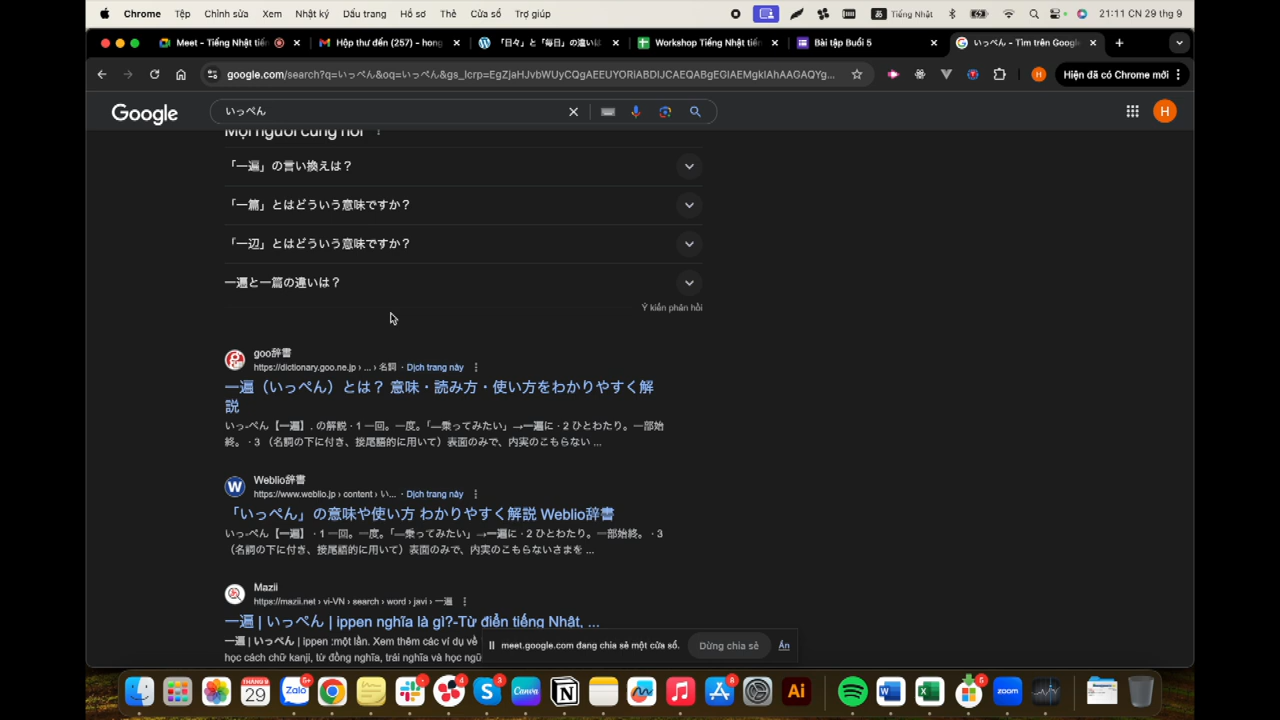 Chrome Tệp Chỉnh sửa Xem Nhật ký Dấu trang Hồ sơ Thẻ Cửa sổ Trợ giúp Tiếng Nhật 21:11 CN 29 thg 9
Meet - Tiếng Nhật tiế Hộp thư đến (257) - hong 「日々」と「毎日」の違いは Workshop Tiếng Nhật tiế Bài tập Buổi 5 いっぺん - Tìm trên Google
google.com/search?q=いっぺん&oq=いっぺん&gs_lcrp=EgZjaHJvbWUyCQgAEEUYORiABDIJCAEQABgEGIAEMgkIAhAAGAQYg... H Hiện đã có Chrome mới
Google いっぺん H
Mọi người cũng hỏi
「一遍」の言い換えは？
「一篇」とはどういう意味ですか？
「一辺」とはどういう意味ですか？
一遍と一篇の違いは？
Ý kiến phản hồi
goo辞書
https://dictionary.goo.ne.jp › ... › 名詞 · Dịch trang này
一遍（いっぺん）とは？ 意味・読み方・使い方をわかりやすく解
説
いっ‐ぺん【一遍】. の解説 · 1 一回。一度。「—乗ってみたい」→一遍に · 2 ひとわたり。一部始
終。 · 3 （名詞の下に付き、接尾語的に用いて）表面のみで、内実のこもらない ...
W
Weblio辞書
https://www.weblio.jp › content › い... · Dịch trang này
「いっぺん」の意味や使い方 わかりやすく解説 Weblio辞書
いっ‐ぺん【一遍】 · 1 一回。一度。「—乗ってみたい」→一遍に · 2 ひとわたり。一部始終。 · 3
（名詞の下に付き、接尾語的に用いて）表面のみで、内実のこもらないさまを ...
Mazii
https://mazii.net › vi-VN › search › word › javi › 一遍
一遍 | いっぺん | ippen nghĩa là gì?-Từ điển tiếng Nhật, ...
一遍 | いっぺん | ippen :một lần. Xem thêm các ví dụ về
học cách chữ kanji, từ đồng nghĩa, trái nghĩa và học ngữ
meet.google.com đang chia sẻ một cửa sổ. Dừng chia sẻ Ẩn
THÁNG 9
29 Zalo Canva Ai zoom